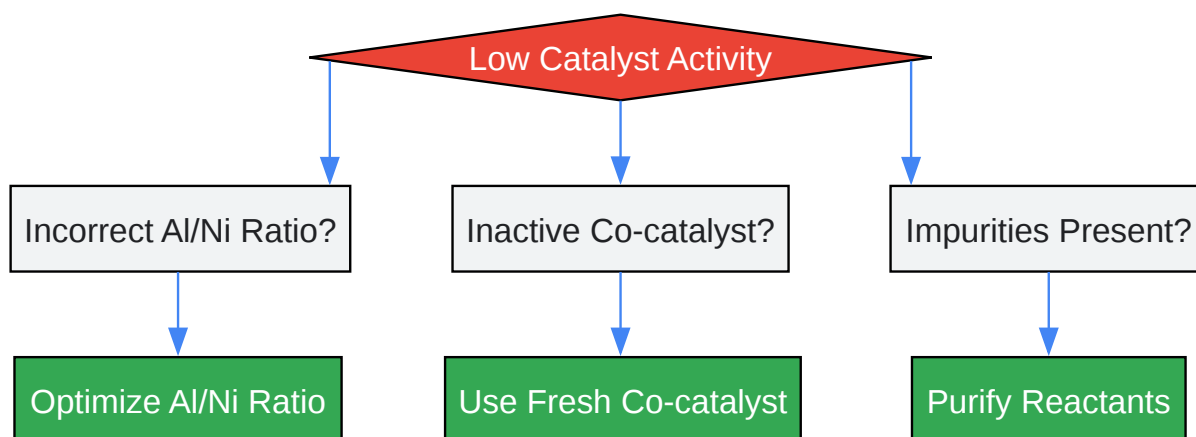 Low Catalyst Activity
Incorrect Al/Ni Ratio?
Inactive Co-catalyst?
Impurities Present?
Optimize Al/Ni Ratio
Use Fresh Co-catalyst
Purify Reactants